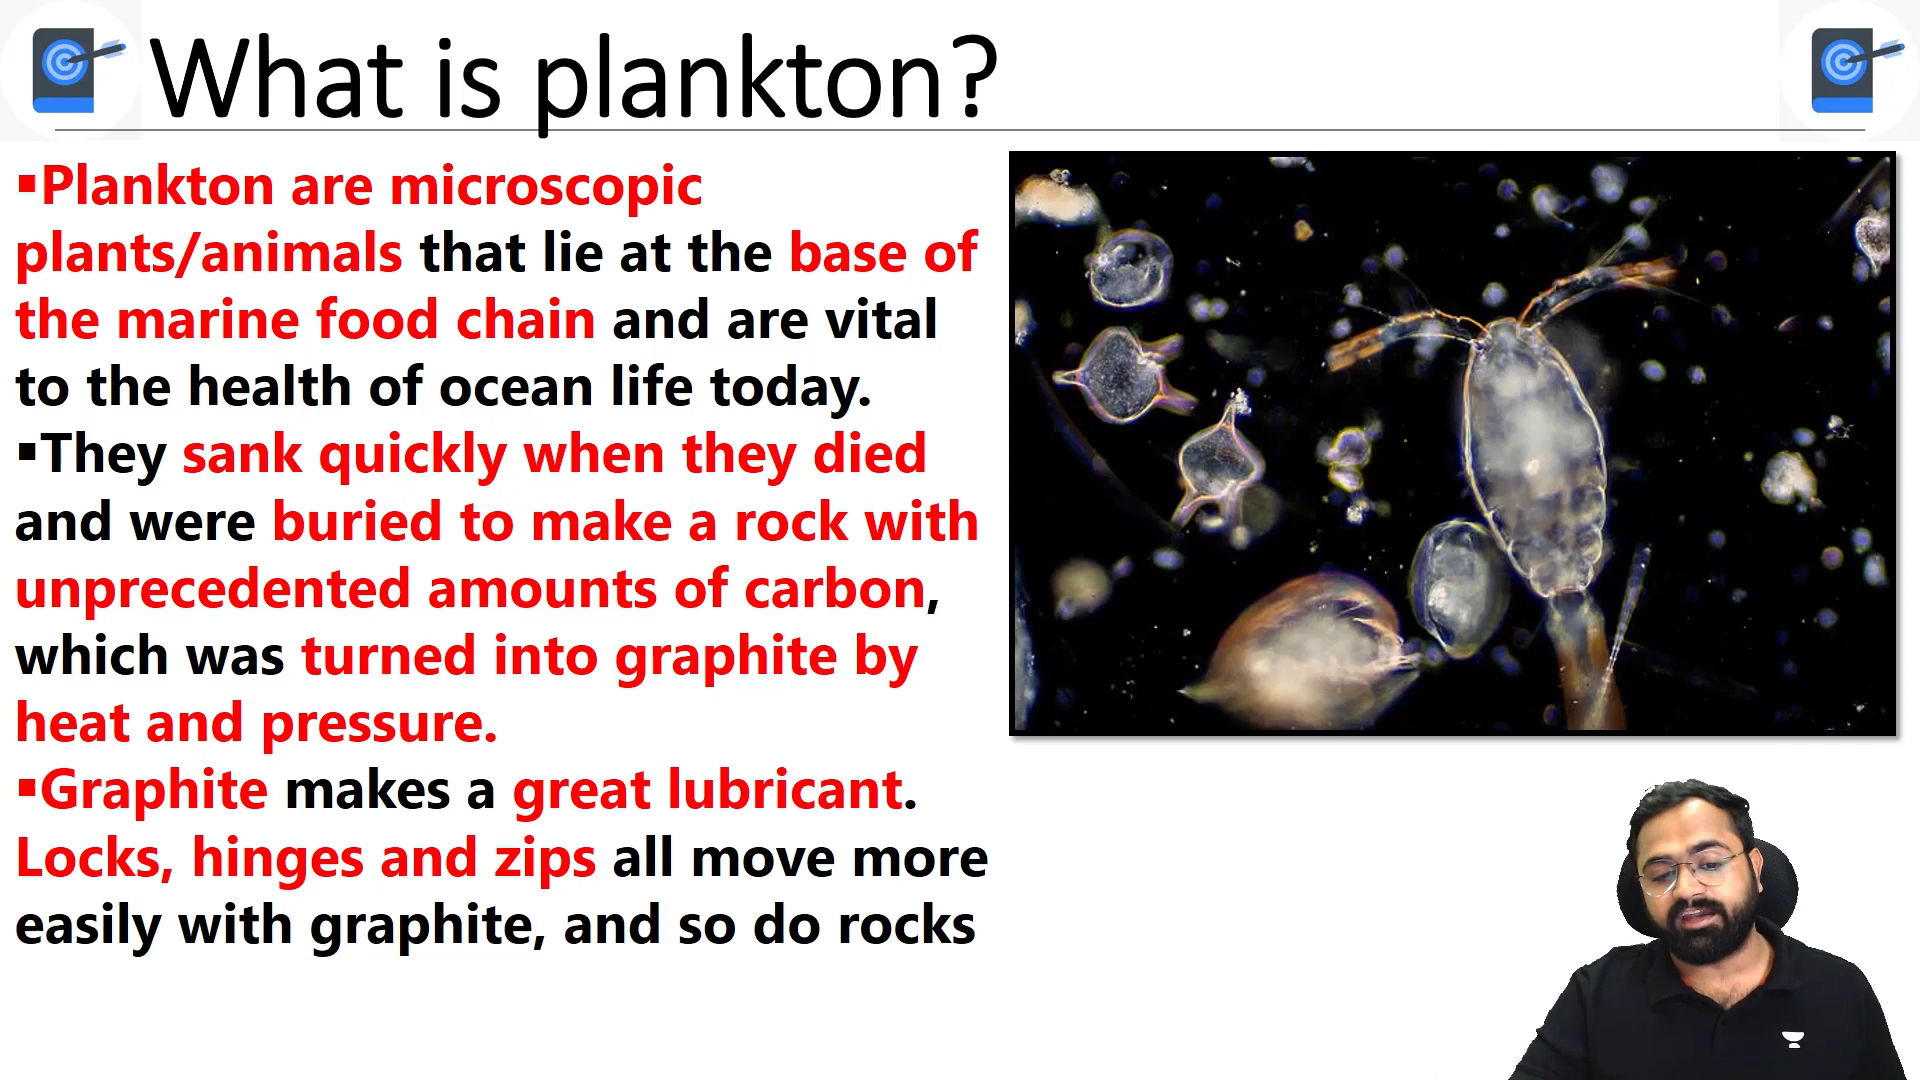 What is plankton?
▪Plankton are microscopic
plants/animals that lie at the base of
the marine food chain and are vital
to the health of ocean life today.
▪They sank quickly when they died
and were buried to make a rock with
unprecedented amounts of carbon,
which was turned into graphite by
heat and pressure.
▪Graphite makes a great lubricant.
Locks, hinges and zips all move more
easily with graphite, and so do rocks